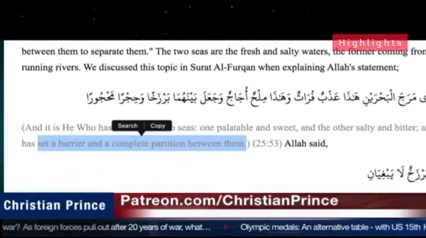 Highlights
between them to separate them." The two seas are the fresh and salty waters, the former coming from
running rivers. We discussed this topic in Surat Al-Furqan when explaining Allah's statement;
مَرَجَ الْبَحْرَيْنِ هَـٰذَا عَذْبٌ فُرَاتٌ وَهَـٰذَا مِلْحٌ أُجَاجٌ وَجَعَلَ بَيْنَهُمَا بَرْزَخًا وَحِجْرًا مَّحْجُورًا
Search Copy
(And it is He Who has seas: one palatable and sweet, and the other salty and bitter;
has set a barrier and a complete partition between them.) (25:53) Allah said,
لَّا يَبْغِيَانِ
Christian Prince Patreon.com/ChristianPrince
war? As foreign forces pull out after 20 years of war, what… Olympic medals: An alternative table - with US 15th